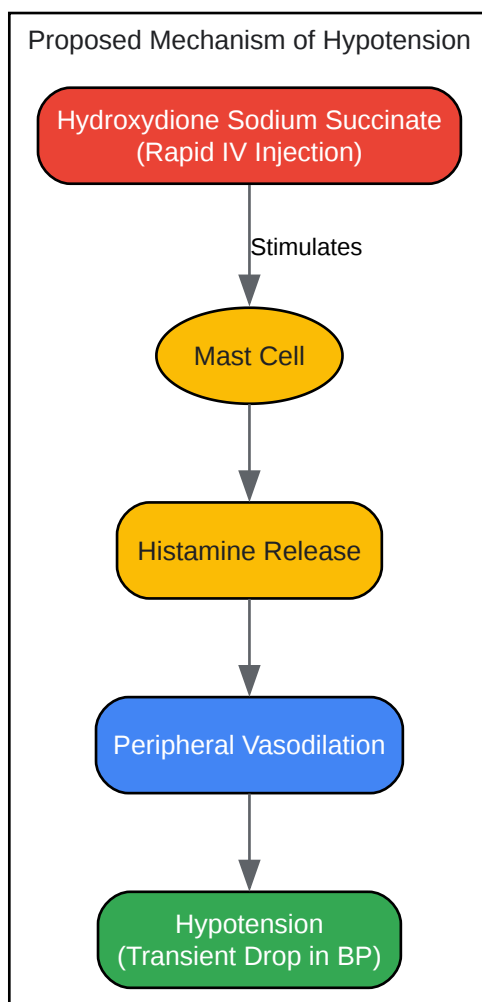 Proposed Mechanism of Hypotension
Hydroxydione Sodium Succinate
(Rapid IV Injection)
Stimulates
Mast Cell
Histamine Release
Peripheral Vasodilation
Hypotension
(Transient Drop in BP)